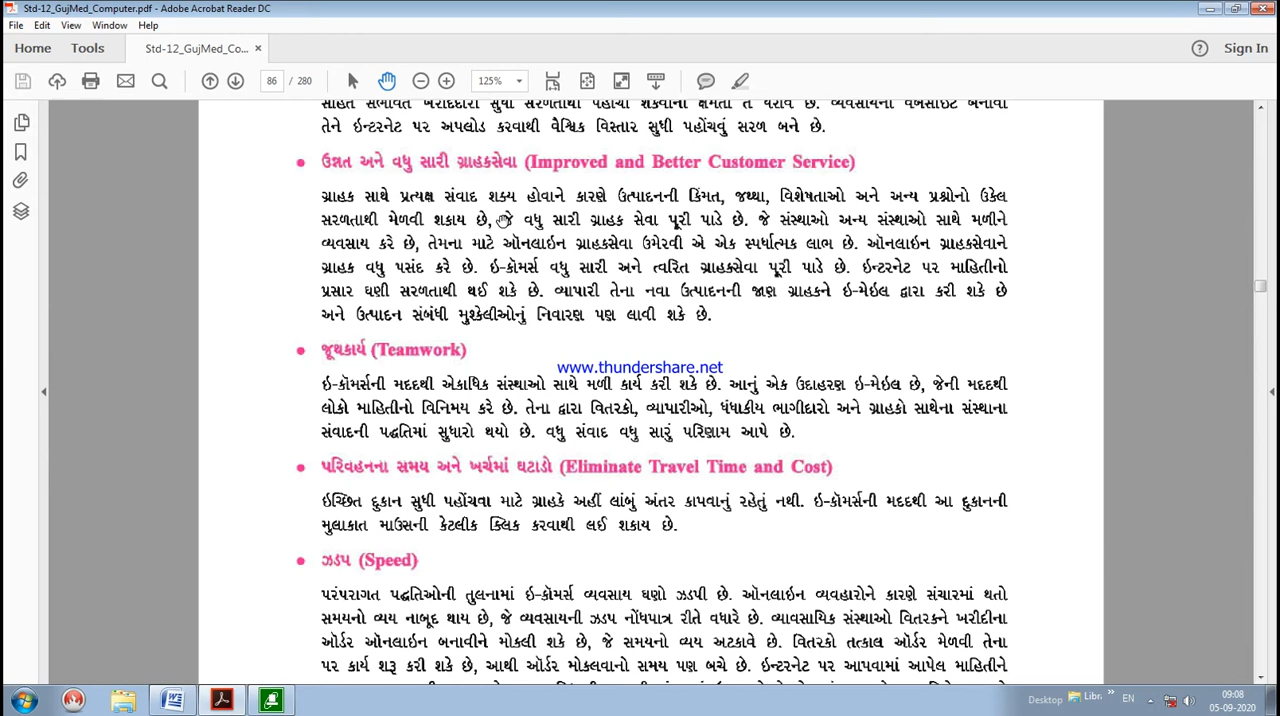 Std-12_GujMed_Computer.pdf - Adobe Acrobat Reader DC
File Edit View Window Help
Home Tools Std-12_GujMed_Co... × Sign In
86 / 280 125%
તેને ઇન્ટરનેટ પર અપલોડ કરવાથી વૈશ્વિક વિસ્તાર સુધી પહોંચવું સરળ બને છે.
• ઉન્નત અને વધુ સારી ગ્રાહકસેવા (Improved and Better Customer Service)
ગ્રાહક સાથે પ્રત્યક્ષ સંવાદ શક્ય હોવાને કારણે ઉત્પાદનની કિંમત, જથ્થા, વિશેષતાઓ અને અન્ય પ્રશ્નોનો ઉકેલ
સરળતાથી મેળવી શકાય છે, જે વધુ સારી ગ્રાહક સેવા પૂરી પાડે છે. જે સંસ્થાઓ અન્ય સંસ્થાઓ સાથે મળીને
વ્યવસાય કરે છે, તેમના માટે ઑનલાઇન ગ્રાહકસેવા ઉમેરવી એ એક સ્પર્ધાત્મક લાભ છે. ઑનલાઇન ગ્રાહકસેવાને
ગ્રાહક વધુ પસંદ કરે છે. ઇ-કૉમર્સ વધુ સારી અને ત્વરિત ગ્રાહકસેવા પૂરી પાડે છે. ઇન્ટરનેટ પર માહિતીનો
પ્રસાર ઘણી સરળતાથી થઈ શકે છે. વ્યાપારી તેના નવા ઉત્પાદનની જાણ ગ્રાહકને ઇ-મેઇલ દ્વારા કરી શકે છે
અને ઉત્પાદન સંબંધી મુશ્કેલીઓનું નિવારણ પણ લાવી શકે છે.
• જૂથકાર્ય (Teamwork)
www.thundershare.net
ઇ-કૉમર્સની મદદથી એકાધિક સંસ્થાઓ સાથે મળી કાર્ય કરી શકે છે. આનું એક ઉદાહરણ ઇ-મેઇલ છે, જેની મદદથી
લોકો માહિતીનો વિનિમય કરે છે. તેના દ્વારા વિતરકો, વ્યાપારીઓ, ધંધાકીય ભાગીદારો અને ગ્રાહકો સાથેના સંસ્થાના
સંવાદની પદ્ધતિમાં સુધારો થયો છે. વધુ સંવાદ વધુ સારું પરિણામ આપે છે.
• પરિવહનના સમય અને ખર્ચમાં ઘટાડો (Eliminate Travel Time and Cost)
ઇચ્છિત દુકાન સુધી પહોંચવા માટે ગ્રાહકે અહીં લાંબું અંતર કાપવાનું રહેતું નથી. ઇ-કૉમર્સની મદદથી આ દુકાનની
મુલાકાત માઉસની કેટલીક ક્લિક કરવાથી લઈ શકાય છે.
• ઝડપ (Speed)
પરંપરાગત પદ્ધતિઓની તુલનામાં ઇ-કૉમર્સ વ્યવસાય ઘણો ઝડપી છે. ઑનલાઇન વ્યવહારોને કારણે સંચારમાં થતો
સમયનો વ્યય નાબૂદ થાય છે, જે વ્યવસાયની ઝડપ નોંધપાત્ર રીતે વધારે છે. વ્યાવસાયિક સંસ્થાઓ વિતરકને ખરીદીના
ઑર્ડર ઑનલાઇન બનાવીને મોકલી શકે છે, જે સમયનો વ્યય અટકાવે છે. વિતરકો તત્કાલ ઑર્ડર મેળવી તેના
પર કાર્ય શરૂ કરી શકે છે, આથી ઑર્ડર મોકલવાનો સમય પણ બચે છે. ઇન્ટરનેટ પર આપવામાં આપેલ માહિતીને
Desktop Libr » EN 09:08
05-09-2020